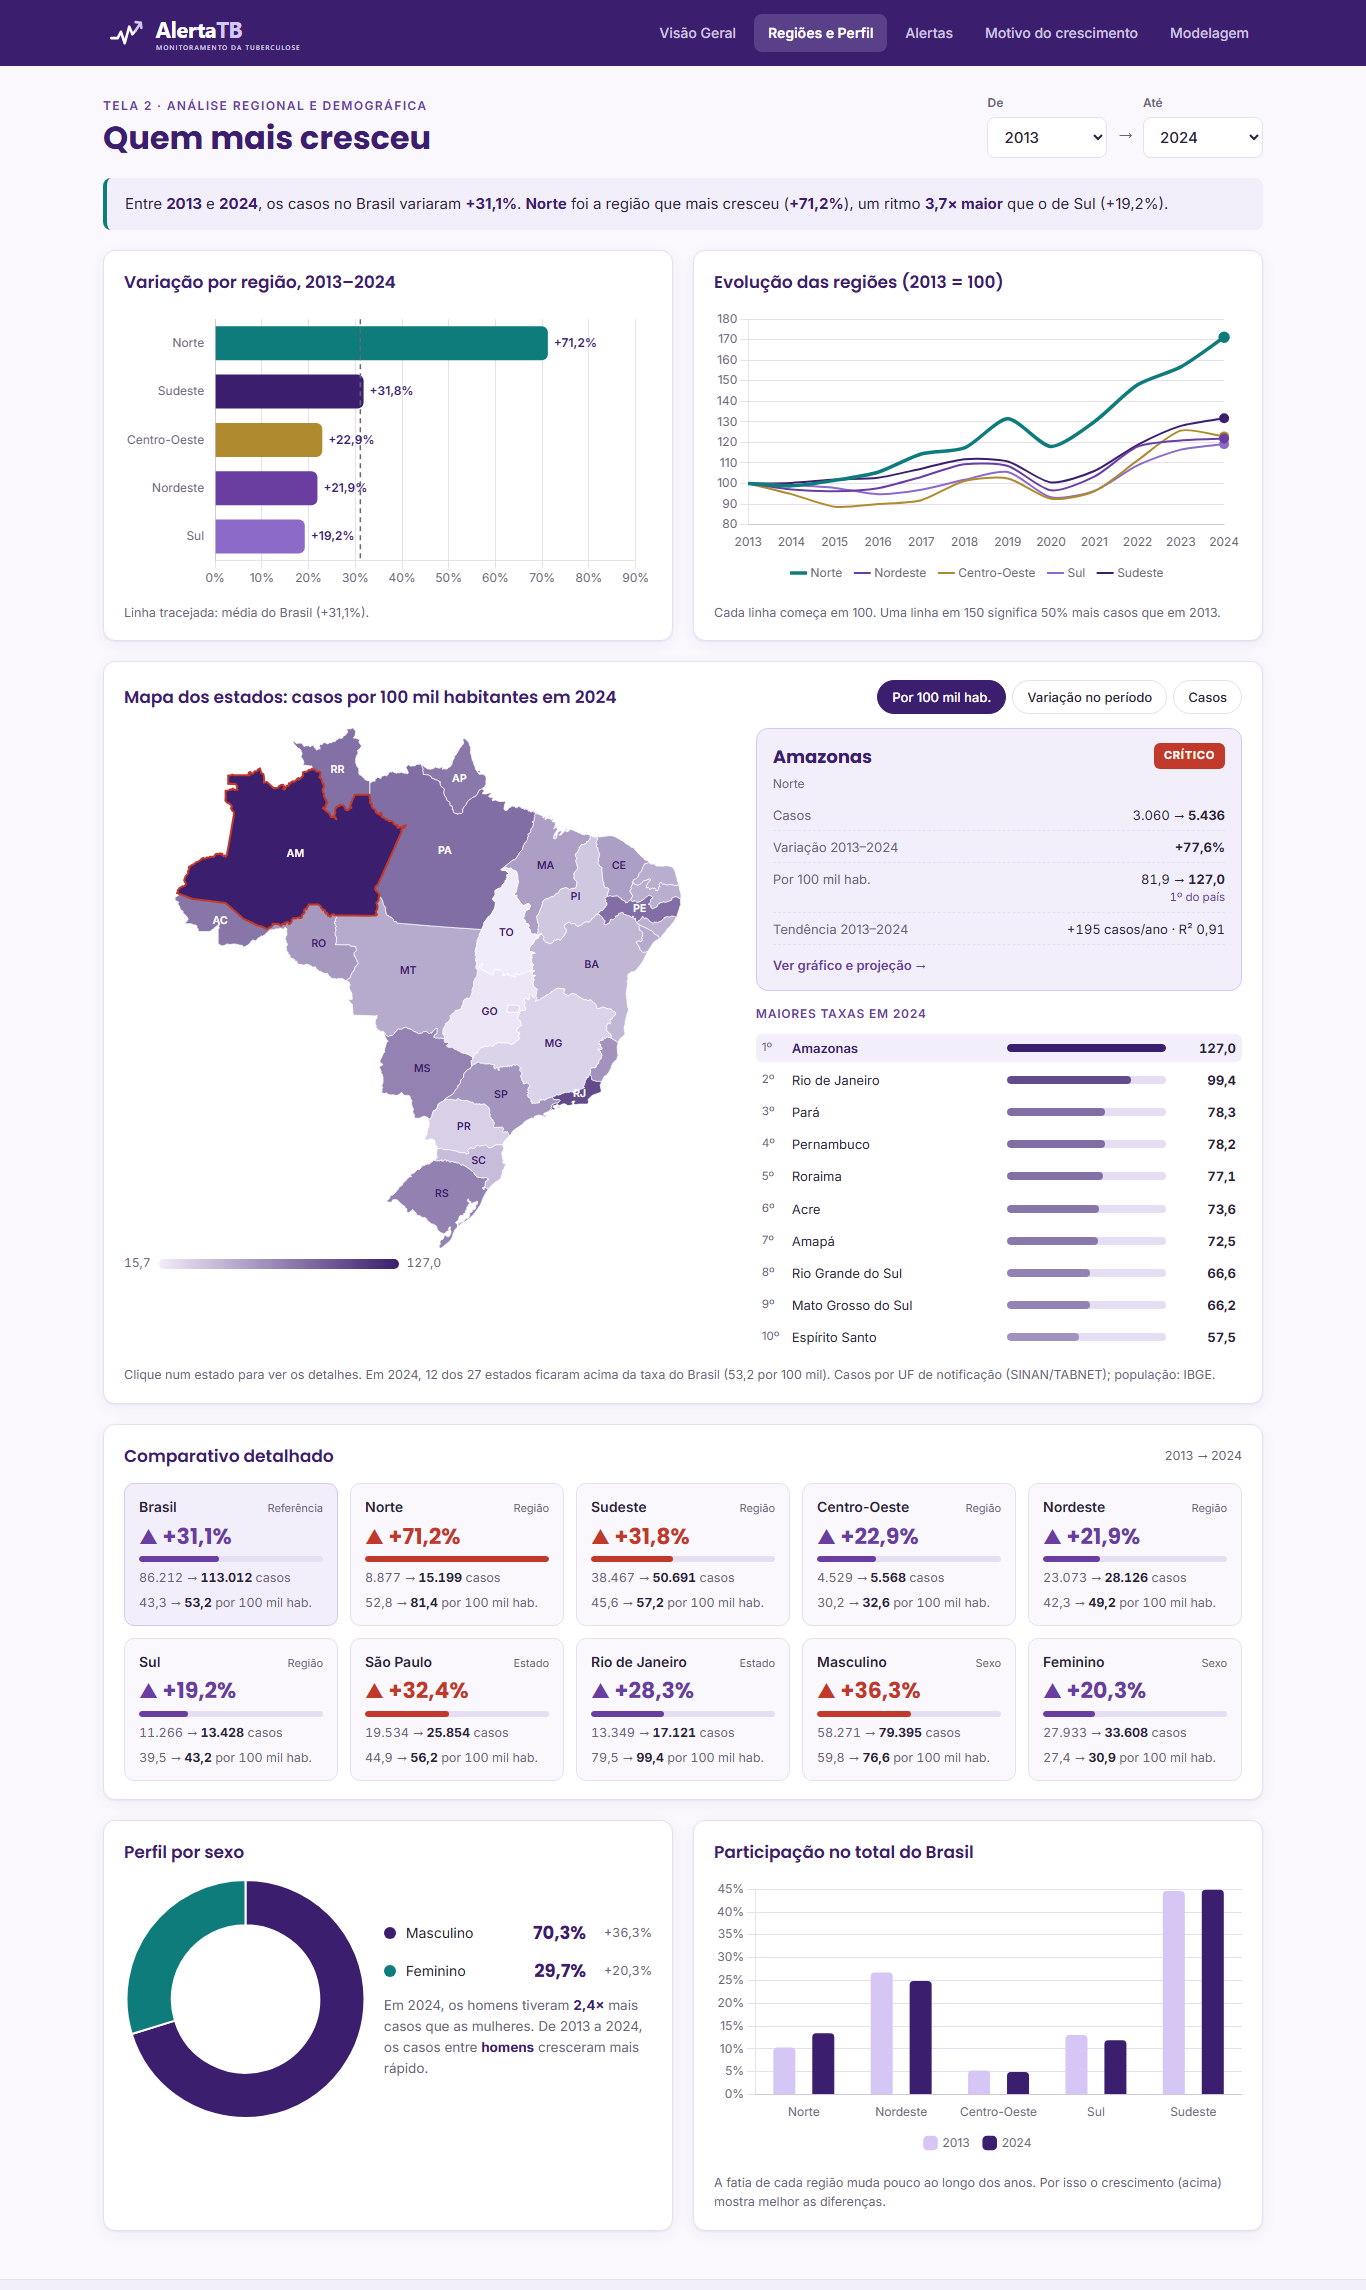 AlertaTB
MONITORAMENTO DA TUBERCULOSE
Visão Geral
Regiões e Perfil
Alertas
Motivo do crescimento
Modelagem
TELA 2 · ANÁLISE REGIONAL E DEMOGRÁFICA
Quem mais cresceu
De
Até
2013
→
2024
Entre 2013 e 2024, os casos no Brasil variaram +31,1%. Norte foi a região que mais cresceu (+71,2%), um ritmo 3,7× maior que o de Sul (+19,2%).
Variação por região, 2013–2024
Norte
+71,2%
Sudeste
+31,8%
Centro-Oeste
+22,9%
Nordeste
+21,9%
Sul
+19,2%
0% 10% 20% 30% 40% 50% 60% 70% 80% 90%
Linha tracejada: média do Brasil (+31,1%).
Evolução das regiões (2013 = 100)
180
170
160
150
140
130
120
110
100
90
80
2013 2014 2015 2016 2017 2018 2019 2020 2021 2022 2023 2024
Norte Nordeste Centro-Oeste Sul Sudeste
Cada linha começa em 100. Uma linha em 150 significa 50% mais casos que em 2013.
Mapa dos estados: casos por 100 mil habitantes em 2024
Por 100 mil hab.
Variação no período
Casos
RR
AP
AM
PA
MA
CE
PI
PE
AC
TO
RO
BA
MT
GO
MG
MS
SP
RJ
PR
SC
RS
15,7
127,0
Amazonas
CRÍTICO
Norte
Casos
3.060 → 5.436
Variação 2013–2024
+77,6%
Por 100 mil hab.
81,9 → 127,0
1º do país
Tendência 2013–2024
+195 casos/ano · R² 0,91
Ver gráfico e projeção →
MAIORES TAXAS EM 2024
1º Amazonas 127,0
2º Rio de Janeiro 99,4
3º Pará 78,3
4º Pernambuco 78,2
5º Roraima 77,1
6º Acre 73,6
7º Amapá 72,5
8º Rio Grande do Sul 66,6
9º Mato Grosso do Sul 66,2
10º Espírito Santo 57,5
Clique num estado para ver os detalhes. Em 2024, 12 dos 27 estados ficaram acima da taxa do Brasil (53,2 por 100 mil). Casos por UF de notificação (SINAN/TABNET); população: IBGE.
Comparativo detalhado
2013 → 2024
Brasil Referência
▲ +31,1%
86.212 → 113.012 casos
43,3 → 53,2 por 100 mil hab.
Norte Região
▲ +71,2%
8.877 → 15.199 casos
52,8 → 81,4 por 100 mil hab.
Sudeste Região
▲ +31,8%
38.467 → 50.691 casos
45,6 → 57,2 por 100 mil hab.
Centro-Oeste Região
▲ +22,9%
4.529 → 5.568 casos
30,2 → 32,6 por 100 mil hab.
Nordeste Região
▲ +21,9%
23.073 → 28.126 casos
42,3 → 49,2 por 100 mil hab.
Sul Região
▲ +19,2%
11.266 → 13.428 casos
39,5 → 43,2 por 100 mil hab.
São Paulo Estado
▲ +32,4%
19.534 → 25.854 casos
44,9 → 56,2 por 100 mil hab.
Rio de Janeiro Estado
▲ +28,3%
13.349 → 17.121 casos
79,5 → 99,4 por 100 mil hab.
Masculino Sexo
▲ +36,3%
58.271 → 79.395 casos
59,8 → 76,6 por 100 mil hab.
Feminino Sexo
▲ +20,3%
27.933 → 33.608 casos
27,4 → 30,9 por 100 mil hab.
Perfil por sexo
Masculino 70,3% +36,3%
Feminino 29,7% +20,3%
Em 2024, os homens tiveram 2,4× mais
casos que as mulheres. De 2013 a 2024,
os casos entre homens cresceram mais
rápido.
Participação no total do Brasil
45%
40%
35%
30%
25%
20%
15%
10%
5%
0%
Norte Nordeste Centro-Oeste Sul Sudeste
2013 2024
A fatia de cada região muda pouco ao longo dos anos. Por isso o crescimento (acima)
mostra melhor as diferenças.